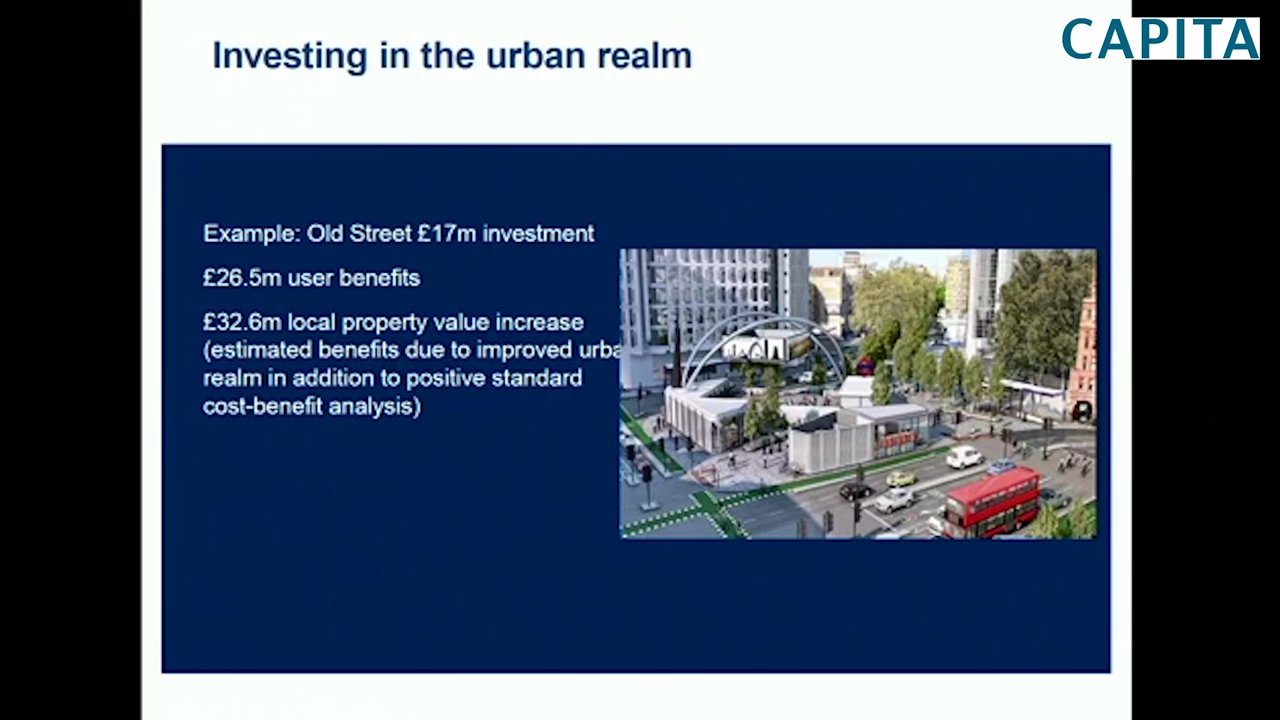 CAPITA
Investing in the urban realm
Example: Old Street £17m investment
£26.5m user benefits
£32.6m local property value increase
(estimated benefits due to improved urba
realm in addition to positive standard
cost-benefit analysis)